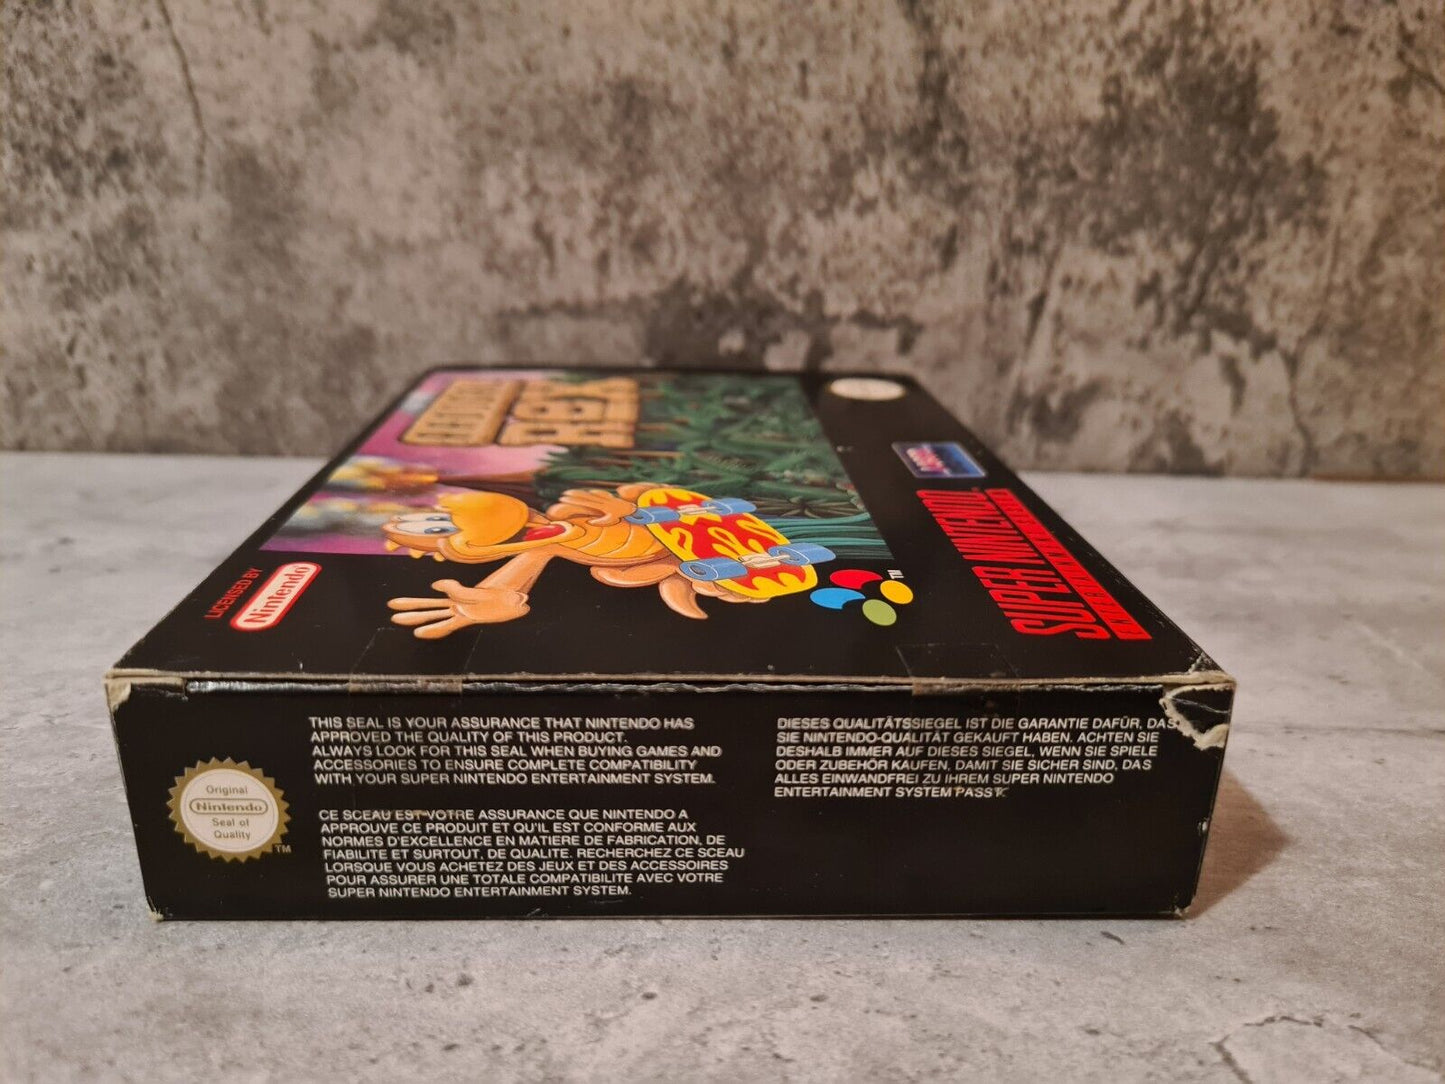 RADICAL
REX
LICENSED BY
Nintendo
TM
SUPER NINTENDO
Original
Nintendo
Seal of
Quality
TM
THIS SEAL IS YOUR ASSURANCE THAT NINTENDO HAS
APPROVED THE QUALITY OF THIS PRODUCT.
ALWAYS LOOK FOR THIS SEAL WHEN BUYING GAMES AND
ACCESSORIES TO ENSURE COMPLETE COMPATIBILITY
WITH YOUR SUPER NINTENDO ENTERTAINMENT SYSTEM.
CE SCEAU EST VOTRE ASSURANCE QUE NINTENDO A
APPROUVE CE PRODUIT ET QU'IL EST CONFORME AUX
NORMES D'EXCELLENCE EN MATIERE DE FABRICATION, DE
FIABILITE ET SURTOUT, DE QUALITE. RECHERCHEZ CE SCEAU
LORSQUE VOUS ACHETEZ DES JEUX ET DES ACCESSOIRES
POUR ASSURER UNE TOTALE COMPATIBILITE AVEC VOTRE
SUPER NINTENDO ENTERTAINMENT SYSTEM.
DIESES QUALITÄTSSIEGEL IST DIE GARANTIE DAFÜR, DAS
SIE NINTENDO-QUALITÄT GEKAUFT HABEN. ACHTEN SIE
DESHALB IMMER AUF DIESES SIEGEL, WENN SIE SPIELE
ODER ZUBEHÖR KAUFEN, DAMIT SIE SICHER SIND, DAS
ALLES EINWANDFREI ZU IHREM SUPER NINTENDO
ENTERTAINMENT SYSTEM PASST.